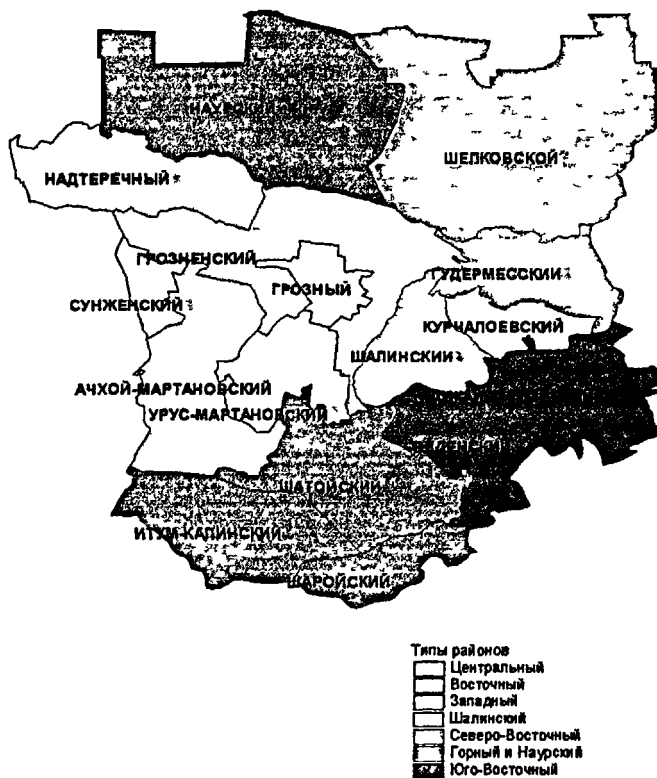 НАУРСКИЙ
ШЕЛКОВСКОЙ
НАДТЕРЕЧНЫЙ
ГРОЗНЕНСКИЙ
ГУДЕРМЕССКИЙ
ГРОЗНЫЙ
СУНЖЕНСКИЙ
КУРЧАЛОЕВСКИЙ
ШАЛИНСКИЙ
АЧХОЙ-МАРТАНОВСКИЙ
УРУС-МАРТАНОВСКИЙ
ШАТОЙСКИЙ
ИТУМ-КАЛИНСКИЙ
ШАРОЙСКИЙ
Типы районов
Центральный
Восточный
Западный
Шалинский
Северо-Восточный
Горный и Наурский
Юго-Восточный